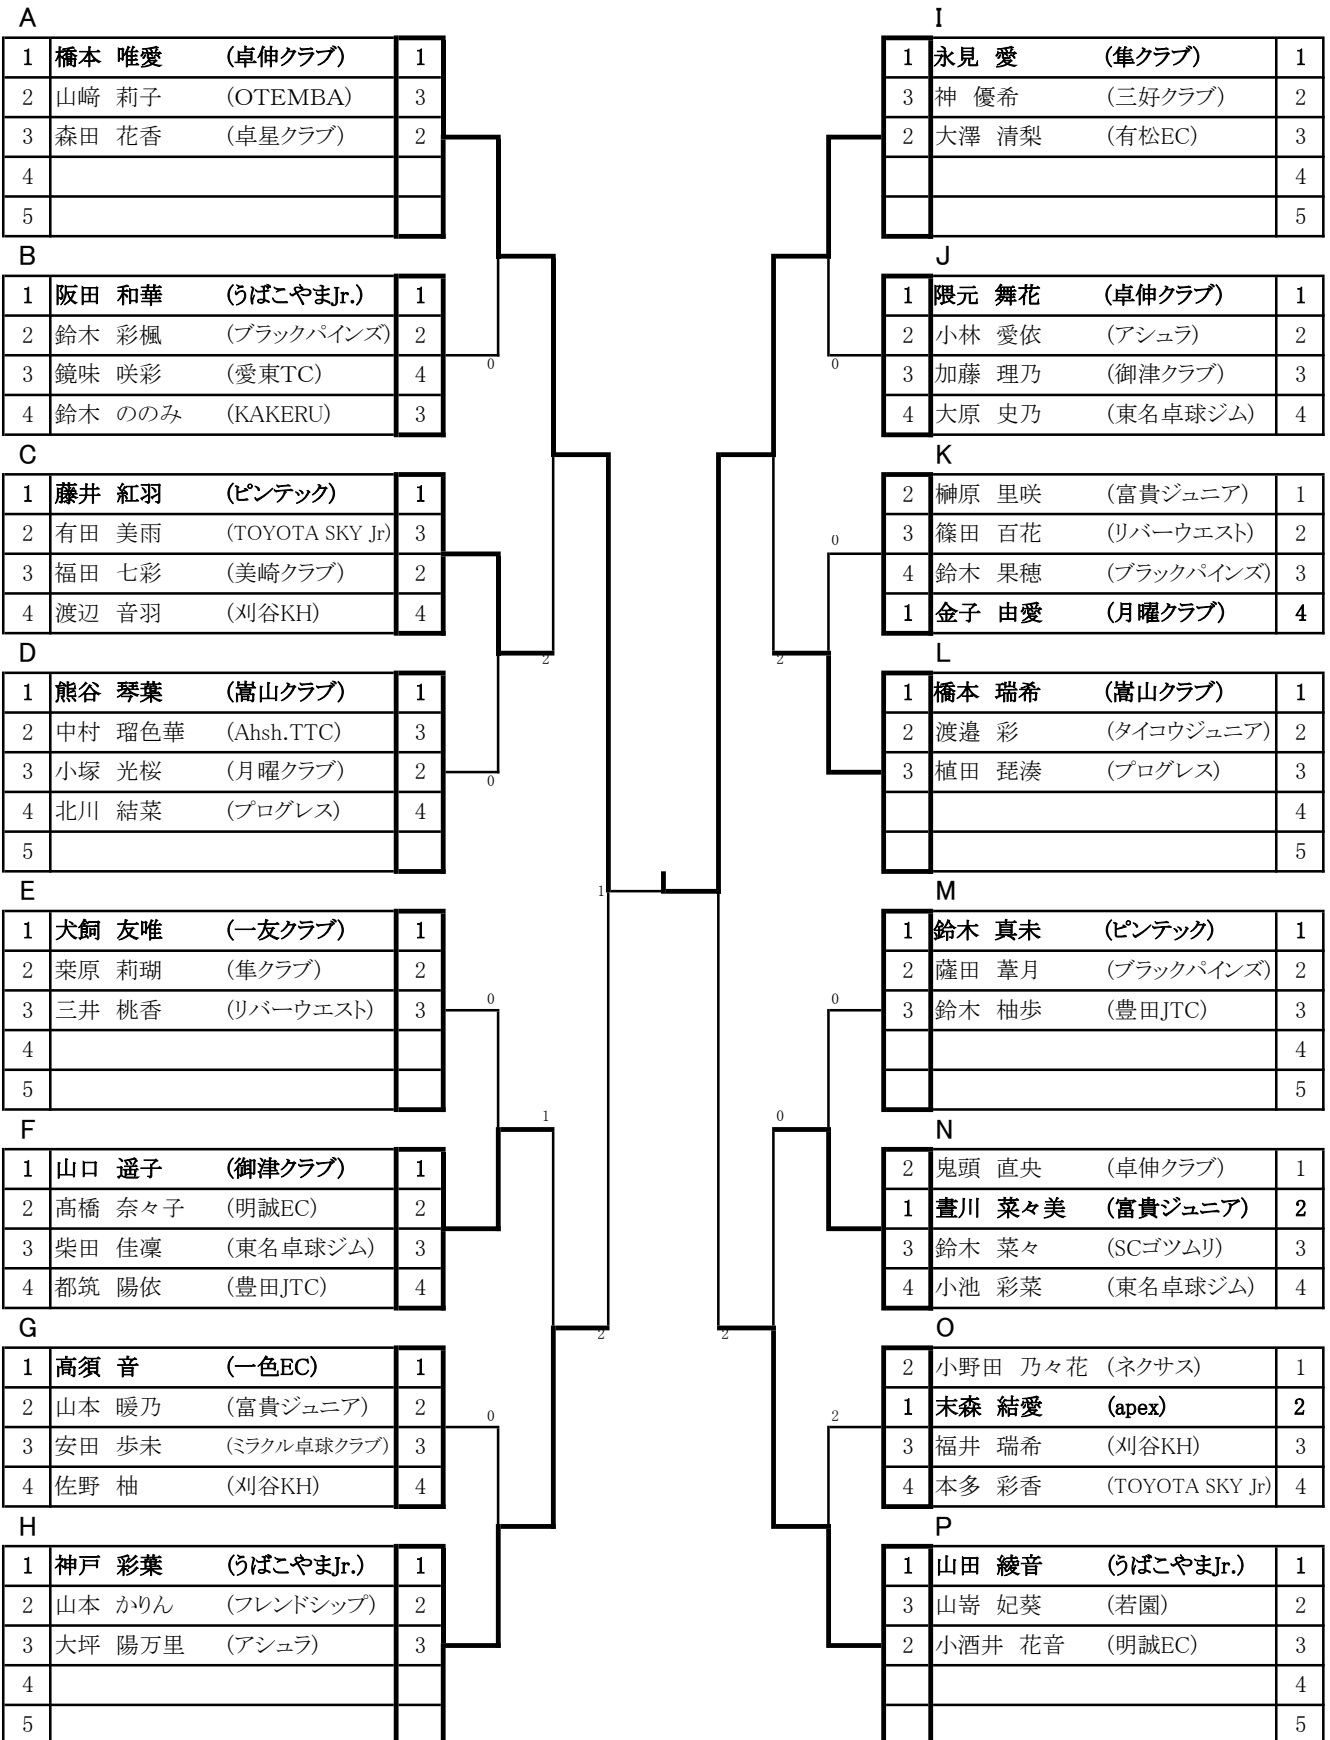 A
1 橋本 唯愛 (卓伸クラブ) 1
2 山﨑 莉子 (OTEMBA) 3
3 森田 花香 (卓星クラブ) 2
4
5
B
1 阪田 和華 (うばこやまJr.) 1
2 鈴木 彩楓 (ブラックパインズ) 2
3 鏡味 咲彩 (愛東TC) 4
4 鈴木 ののみ (KAKERU) 3
0
C
1 藤井 紅羽 (ピンテック) 1
2 有田 美雨 (TOYOTA SKY Jr) 3
3 福田 七彩 (美崎クラブ) 2
4 渡辺 音羽 (刈谷KH) 4
2
D
1 熊谷 琴葉 (嵩山クラブ) 1
2 中村 瑠色華 (Ahsh.TTC) 3
3 小塚 光桜 (月曜クラブ) 2
4 北川 結菜 (プログレス) 4
5
0
1
E
1 犬飼 友唯 (一友クラブ) 1
2 桒原 莉瑚 (隼クラブ) 2
3 三井 桃香 (リバーウエスト) 3
4
5
0
1
F
1 山口 遥子 (御津クラブ) 1
2 髙橋 奈々子 (明誠EC) 2
3 柴田 佳凜 (東名卓球ジム) 3
4 都筑 陽依 (豊田JTC) 4
2
G
1 高須 音 (一色EC) 1
2 山本 暖乃 (富貴ジュニア) 2
3 安田 歩未 (ミラクル卓球クラブ) 3
4 佐野 柚 (刈谷KH) 4
0
H
1 神戸 彩葉 (うばこやまJr.) 1
2 山本 かりん (フレンドシップ) 2
3 大坪 陽万里 (アシュラ) 3
4
5
I
1 永見 愛 (隼クラブ) 1
3 神 優希 (三好クラブ) 2
2 大澤 清梨 (有松EC) 3
4
5
J
1 隈元 舞花 (卓伸クラブ) 1
2 小林 愛依 (アシュラ) 2
3 加藤 理乃 (御津クラブ) 3
4 大原 史乃 (東名卓球ジム) 4
0
K
2 榊原 里咲 (富貴ジュニア) 1
3 篠田 百花 (リバーウエスト) 2
4 鈴木 果穂 (ブラックパインズ) 3
1 金子 由愛 (月曜クラブ) 4
0
2
L
1 橋本 瑞希 (嵩山クラブ) 1
2 渡邉 彩 (タイコウジュニア) 2
3 植田 琵湊 (プログレス) 3
4
5
M
1 鈴木 真未 (ピンテック) 1
2 薩田 葦月 (ブラックパインズ) 2
3 鈴木 柚歩 (豊田JTC) 3
4
5
0
0
N
2 鬼頭 直央 (卓伸クラブ) 1
1 晝川 菜々美 (富貴ジュニア) 2
3 鈴木 菜々 (SCゴツムリ) 3
4 小池 彩菜 (東名卓球ジム) 4
2
O
2 小野田 乃々花 (ネクサス) 1
1 末森 結愛 (apex) 2
3 福井 瑞希 (刈谷KH) 3
4 本多 彩香 (TOYOTA SKY Jr) 4
2
P
1 山田 綾音 (うばこやまJr.) 1
3 山嵜 妃葵 (若園) 2
2 小酒井 花音 (明誠EC) 3
4
5